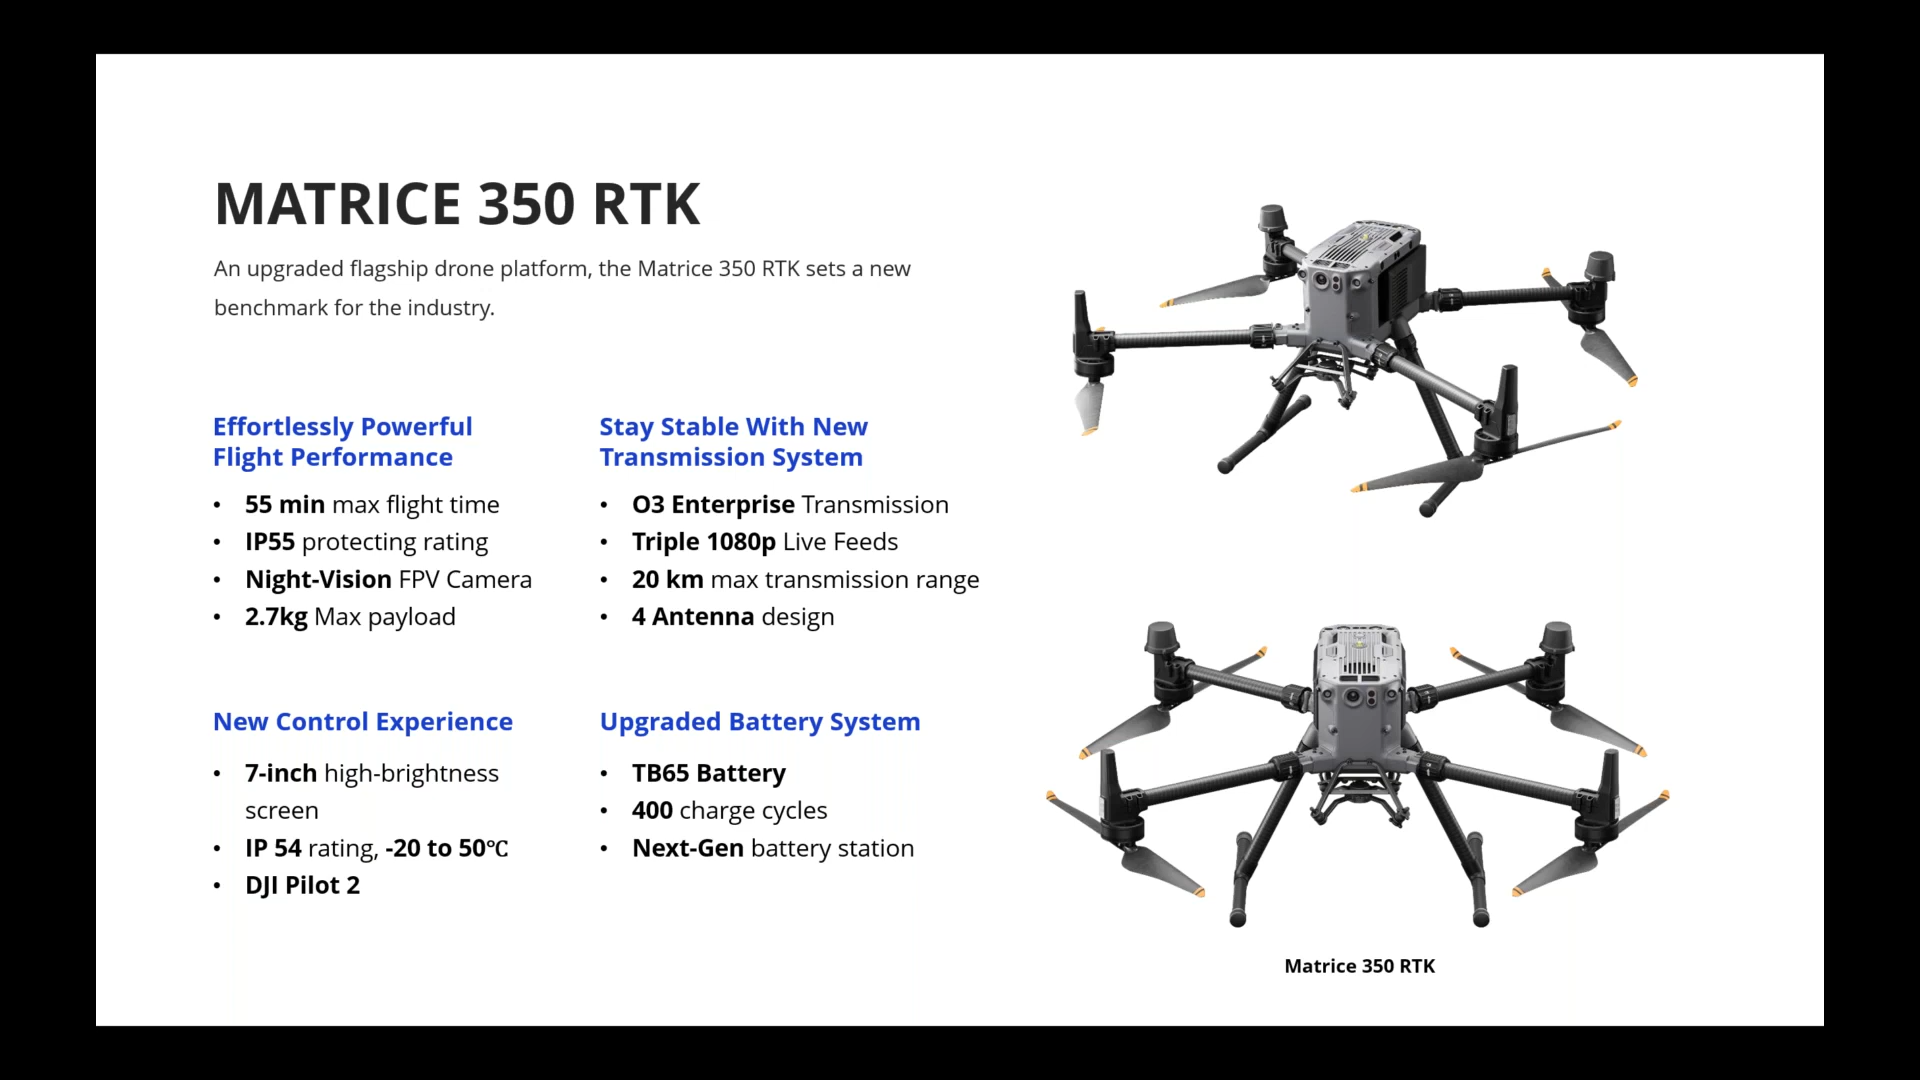 MATRICE 350 RTK
An upgraded flagship drone platform, the Matrice 350 RTK sets a new
benchmark for the industry.
Effortlessly Powerful
Flight Performance
• 55 min max flight time
• IP55 protecting rating
• Night-Vision FPV Camera
• 2.7kg Max payload
Stay Stable With New
Transmission System
• O3 Enterprise Transmission
• Triple 1080p Live Feeds
• 20 km max transmission range
• 4 Antenna design
New Control Experience
• 7-inch high-brightness
screen
• IP 54 rating, -20 to 50℃
• DJI Pilot 2
Upgraded Battery System
• TB65 Battery
• 400 charge cycles
• Next-Gen battery station
Matrice 350 RTK